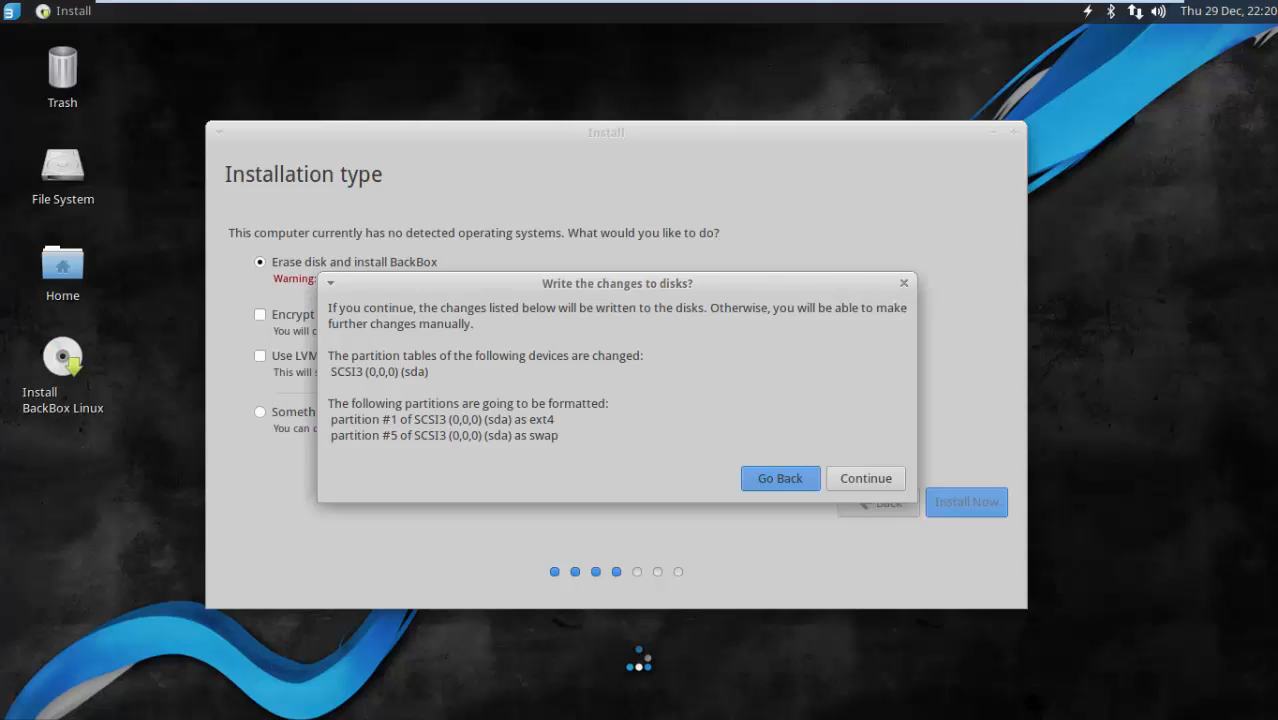 Install
Thu 29 Dec, 22:20
Trash
File System
Home
Install
BackBox Linux
Install
Installation type
This computer currently has no detected operating systems. What would you like to do?
Erase disk and install BackBox
Warning:
Encrypt
You will c
Use LVM
This will s
Someth
You can c
Write the changes to disks?
If you continue, the changes listed below will be written to the disks. Otherwise, you will be able to make
further changes manually.
The partition tables of the following devices are changed:
SCSI3 (0,0,0) (sda)
The following partitions are going to be formatted:
partition #1 of SCSI3 (0,0,0) (sda) as ext4
partition #5 of SCSI3 (0,0,0) (sda) as swap
Go Back
Continue
Back
Install Now